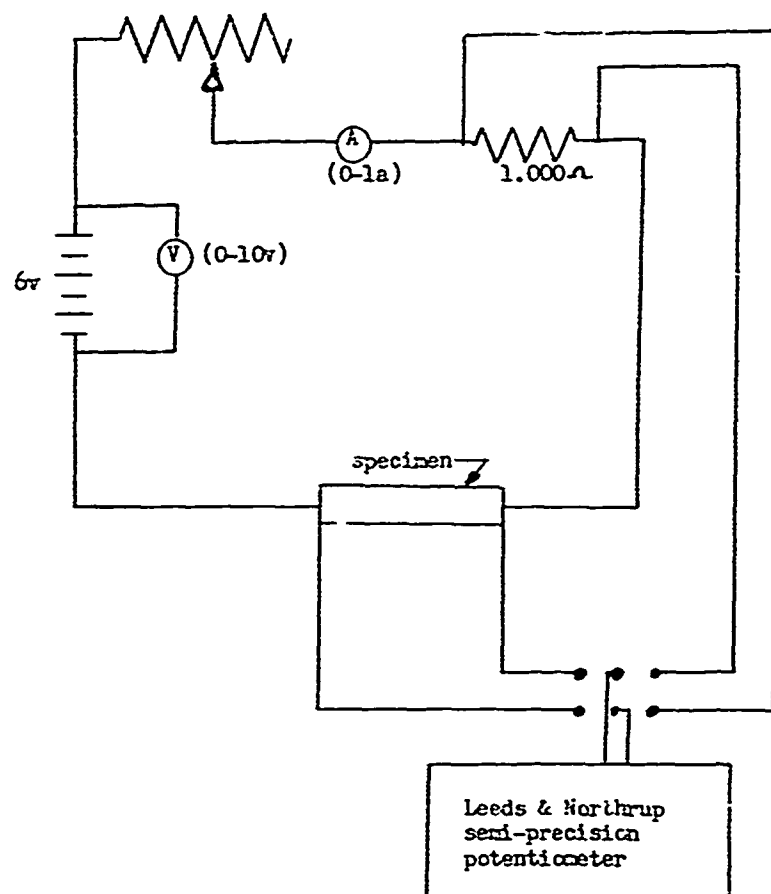 A
(0-1a)
1.000Ω
V
(0-10v)
6v
specimen
Leeds & Northrup
semi-precision
potentiometer